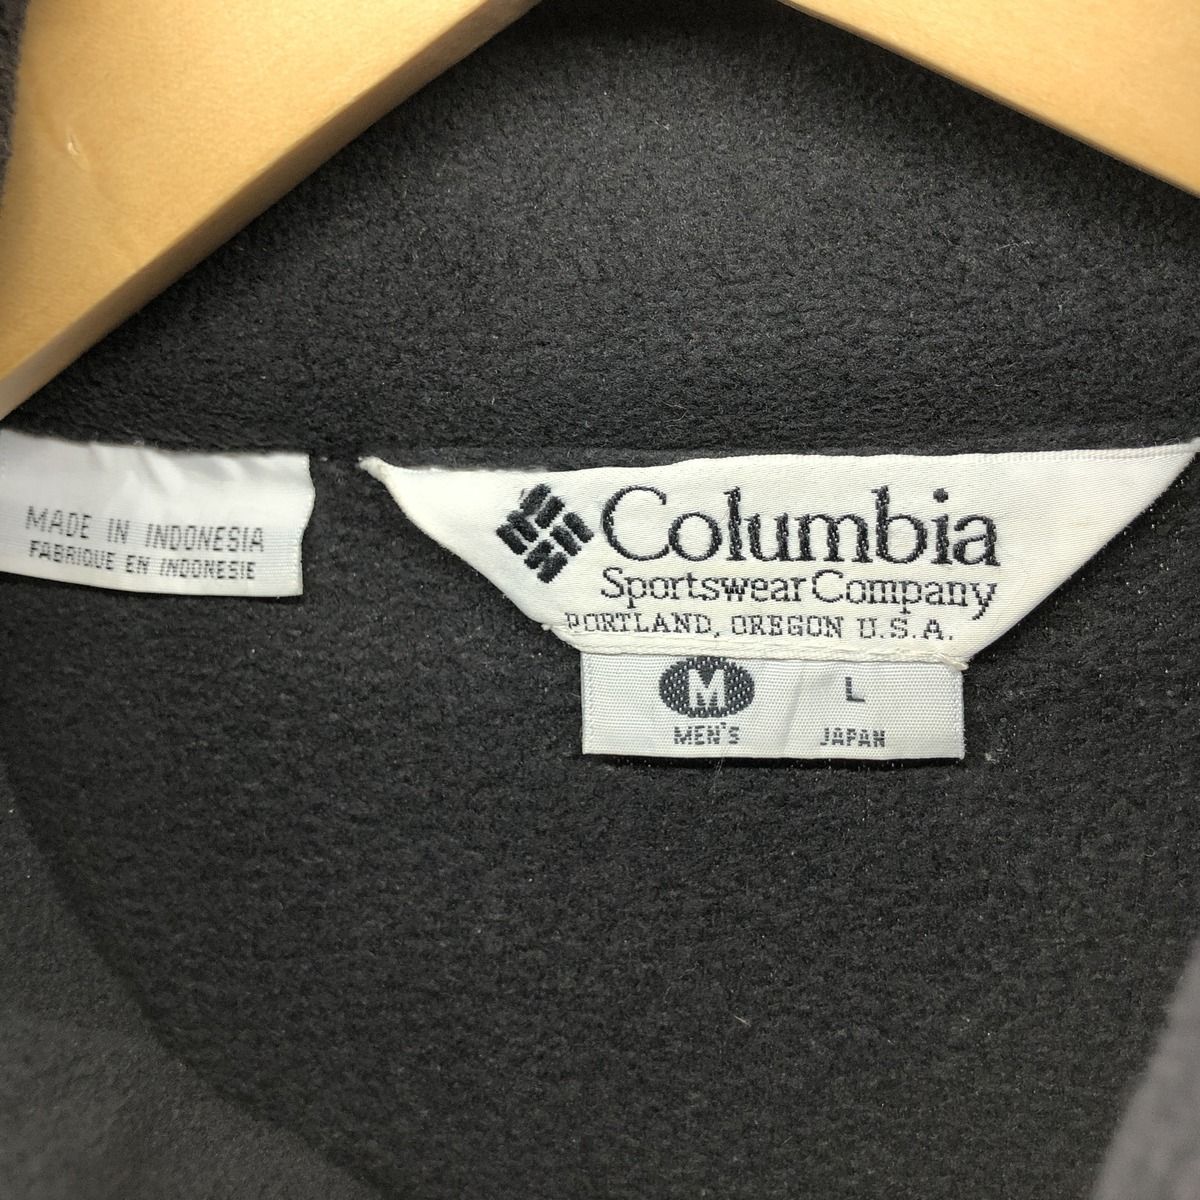 MADE IN INDONESIA
FABRIQUE EN INDONESIE
Columbia
Sportswear Company
PORTLAND, OREGON U.S.A.
M L
MEN'S JAPAN